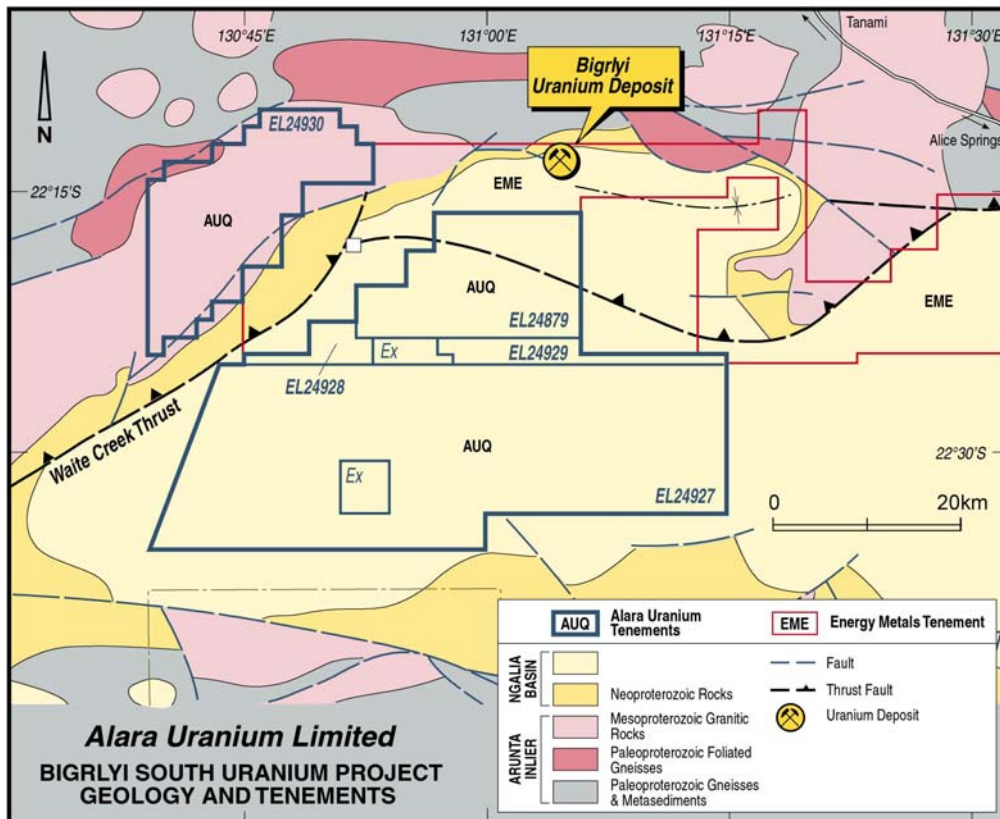 130°45'E
131°00'E
131°15'E
131°30'E
Tanami
Bigrlyi
Uranium Deposit
N
EL24930
Alice Springs
22°15'S
EME
AUQ
AUQ
EME
EL24879
Ex
EL24929
EL24928
Waite Creek Thrust
AUQ
22°30'S
Ex
EL24927
0
20km
AUQ
Alara Uranium
Tenements
EME
Energy Metals Tenement
NGALIA
BASIN
Neoproterozoic Rocks
ARUNTA
INLIER
Mesoproterozoic Granitic
Rocks
Paleoproterozoic Foliated
Gneisses
Paleoproterozoic Gneisses
& Metasediments
Fault
Thrust Fault
Uranium Deposit
Alara Uranium Limited
BIGRLYI SOUTH URANIUM PROJECT
GEOLOGY AND TENEMENTS